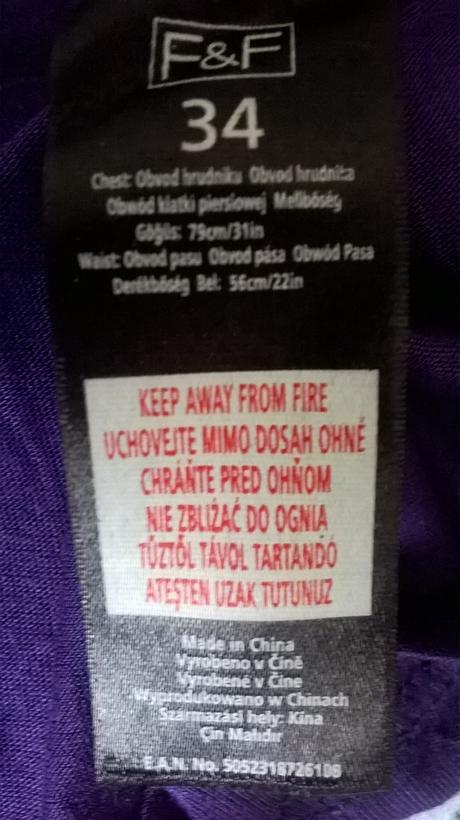 F&F
34
Chest: Obvod hrudníku Obvod hrudníka
Obwód klatki piersiowej Mellbőség
Göğüs: 79cm/31in
Waist: Obvod pasu Obvod pása Obwód Pasa
Derékbőség Bel: 56cm/22in
KEEP AWAY FROM FIRE
UCHOVEJTE MIMO DOSAH OHNĚ
CHRÁŇTE PRED OHŇOM
NIE ZBLIŻAĆ DO OGNIA
TŰZTŐL TÁVOL TARTANDÓ
ATEŞTEN UZAK TUTUNUZ
Made in China
Vyrobeno v Číně
Vyrobené v Číne
Wyprodukowano w Chinach
Származási hely: Kína
Çin Malıdır
E.A.N. No. 5052318726108